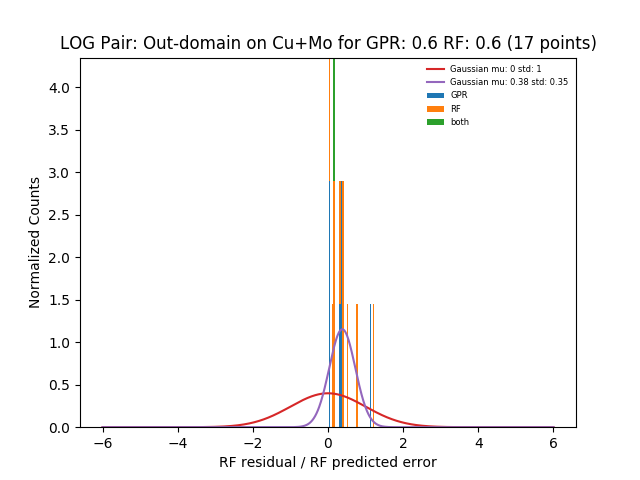 LOG Pair: Out-domain on Cu+Mo for GPR: 0.6 RF: 0.6 (17 points)
Gaussian mu: 0 std: 1
Gaussian mu: 0.38 std: 0.35
GPR
RF
both
Normalized Counts
4.0
3.5
3.0
2.5
2.0
1.5
1.0
0.5
0.0
−6 −4 −2 0 2 4 6
RF residual / RF predicted error